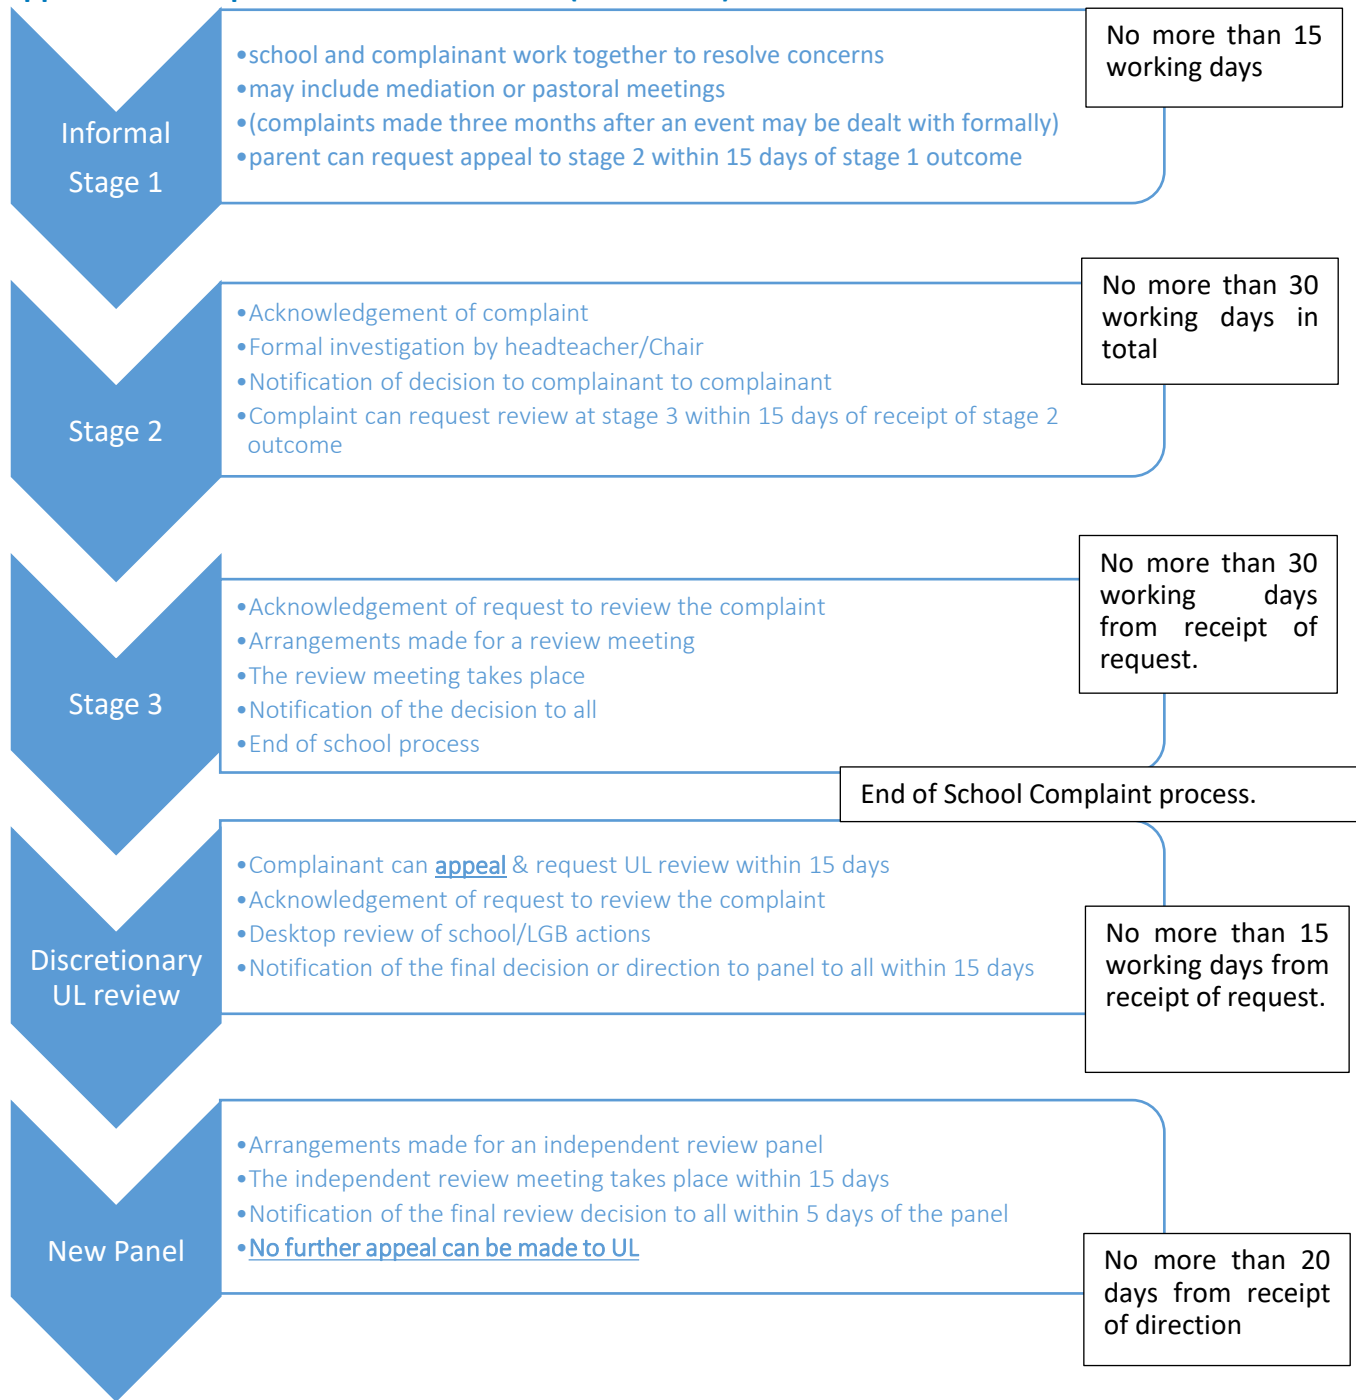 Informal
Stage 1
•school and complainant work together to resolve concerns
•may include mediation or pastoral meetings
•(complaints made three months after an event may be dealt with formally)
•parent can request appeal to stage 2 within 15 days of stage 1 outcome
No more than 15
working days
Stage 2
•Acknowledgement of complaint
•Formal investigation by headteacher/Chair
•Notification of decision to complainant to complainant
•Complaint can request review at stage 3 within 15 days of receipt of stage 2
outcome
No more than 30
working days in
total
Stage 3
•Acknowledgement of request to review the complaint
•Arrangements made for a review meeting
•The review meeting takes place
•Notification of the decision to all
•End of school process
No more than 30
working days
from receipt of
request.
End of School Complaint process.
Discretionary
UL review
•Complainant can appeal & request UL review within 15 days
•Acknowledgement of request to review the complaint
•Desktop review of school/LGB actions
•Notification of the final decision or direction to panel to all within 15 days
No more than 15
working days from
receipt of request.
New Panel
•Arrangements made for an independent review panel
•The independent review meeting takes place within 15 days
•Notification of the final review decision to all within 5 days of the panel
•No further appeal can be made to UL
No more than 20
days from receipt
of direction